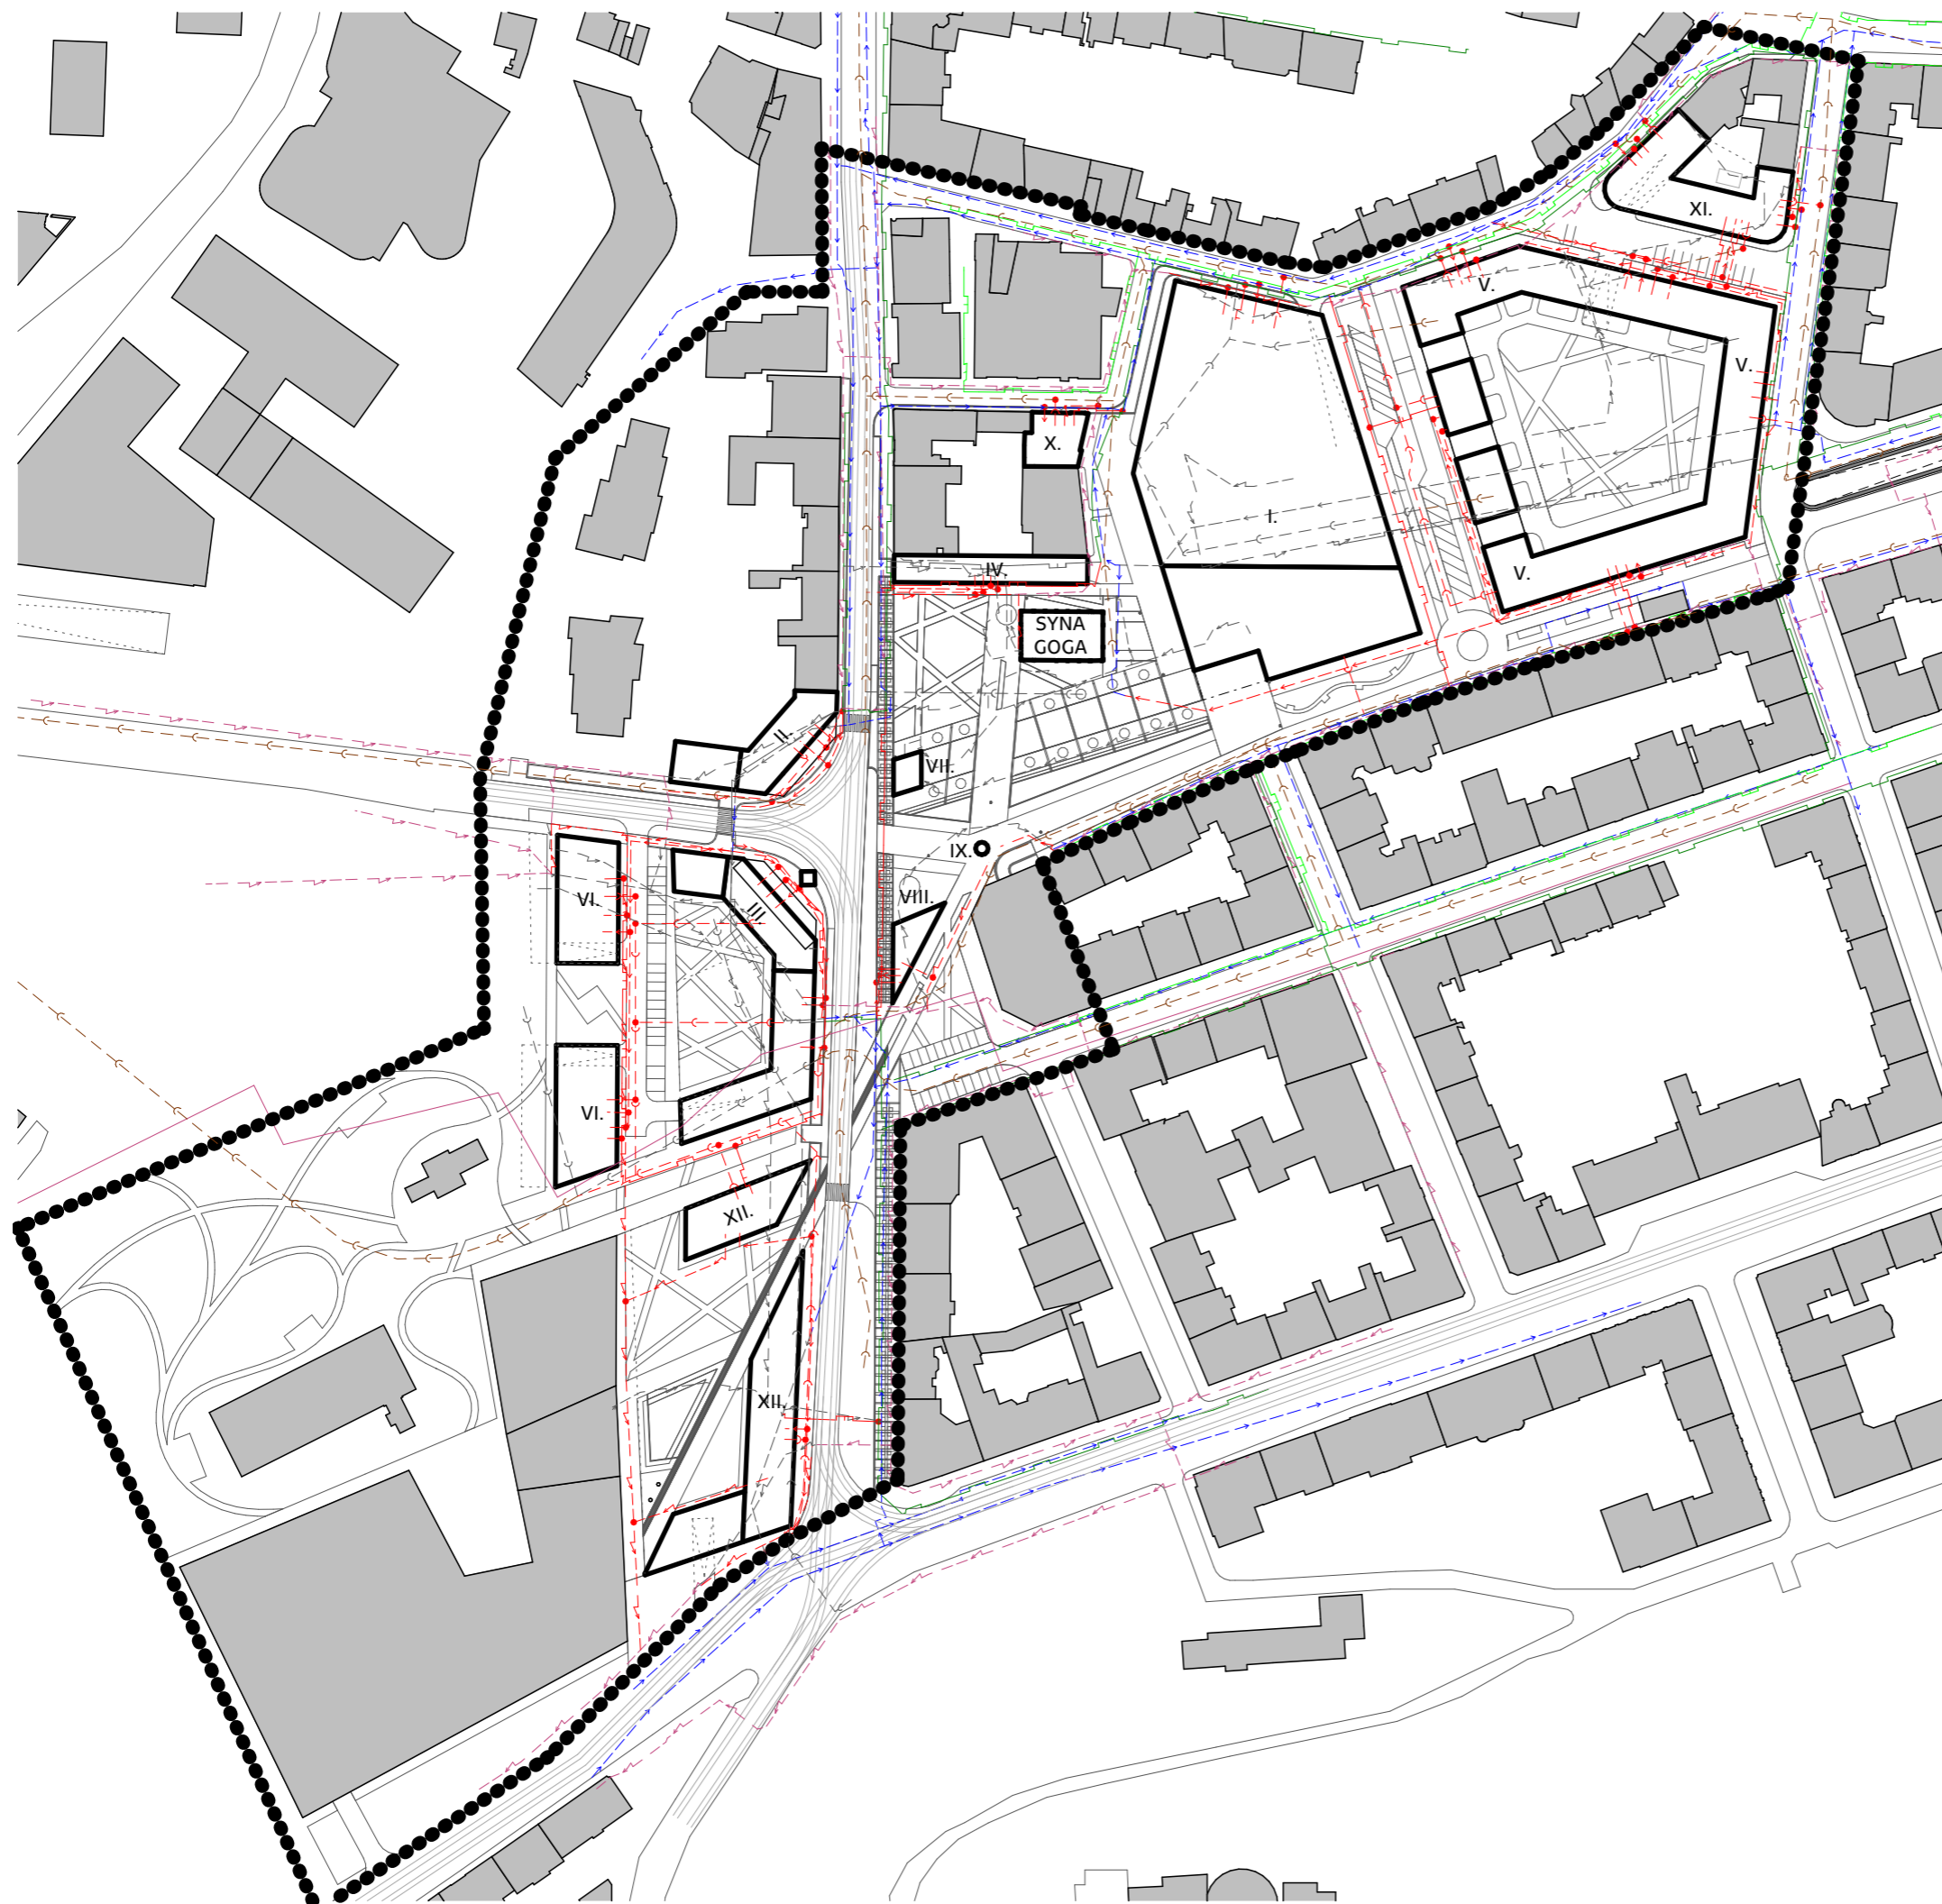 XI.
V.
V.
X.
I.
IV.
V.
SYNA
GOGA
II.
VII.
IX.
VI.
III.
VIII.
VI.
XII.
XII.